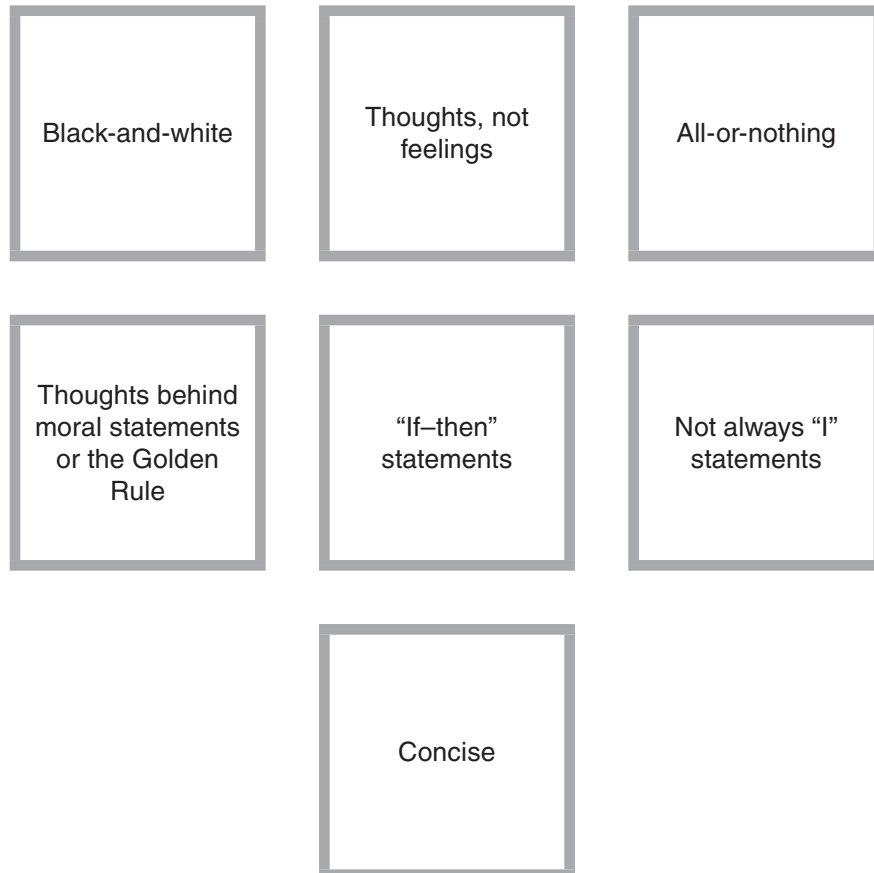 Black-and-white
Thoughts, not
feelings
All-or-nothing
Thoughts behind
moral statements
or the Golden
Rule
“If–then”
statements
Not always “I”
statements
Concise